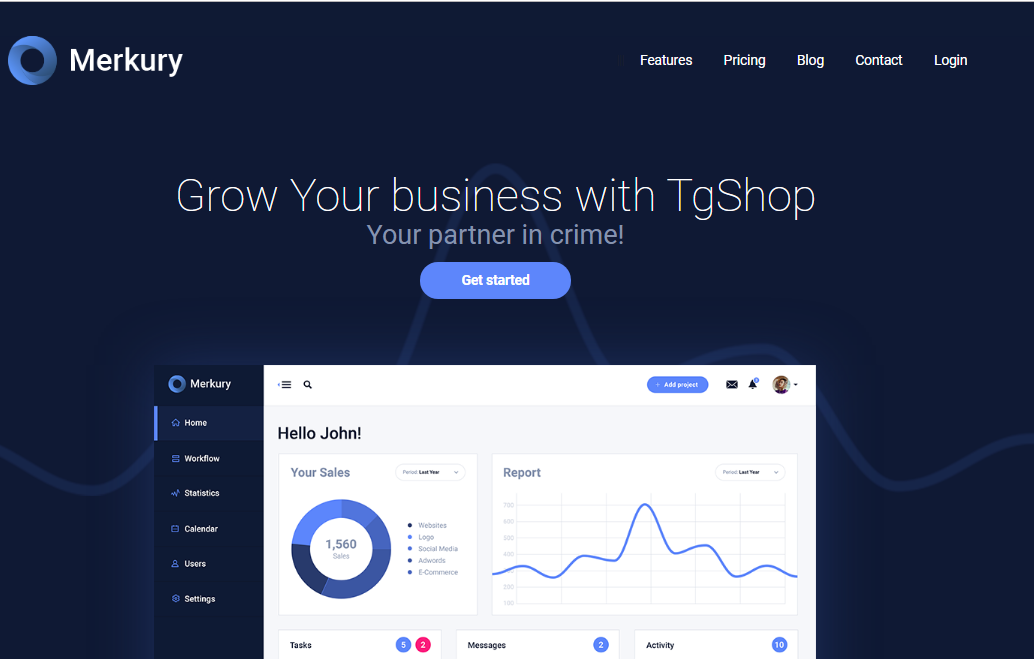 Merkury
Features Pricing Blog Contact Login
Grow Your business with TgShop
Your partner in crime!
Get started
Merkury
+ Add project
Home
Workflow
Statistics
Calendar
Users
Settings
Hello John!
Your Sales
Period: Last Year
1,560
Sales
Websites
Logo
Social Media
Adwords
E-Commerce
Report
Period: Last Year
700
600
500
400
200
100
Tasks 5 2
Messages 2
Activity 10